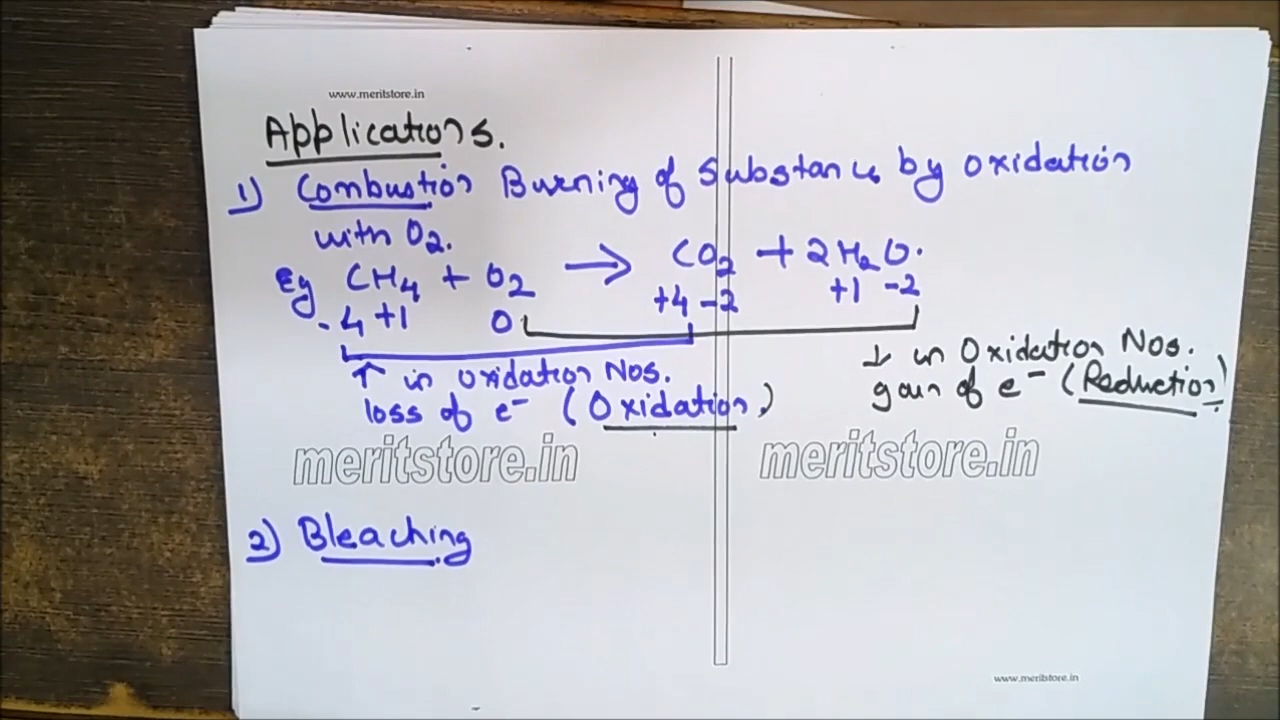 www.meritstore.in
Applications.
1) Combustion Burning of Substance by oxidation
with O2.
Eg CH4 + O2 → CO2 + 2H2O.
-4 +1 0 +4 -2 +1 -2
↑ in oxidation Nos.
loss of e⁻ (Oxidation)
↓ in Oxidation Nos.
gain of e⁻ (Reduction)
meritstore.in meritstore.in
2) Bleaching
www.meritstore.in